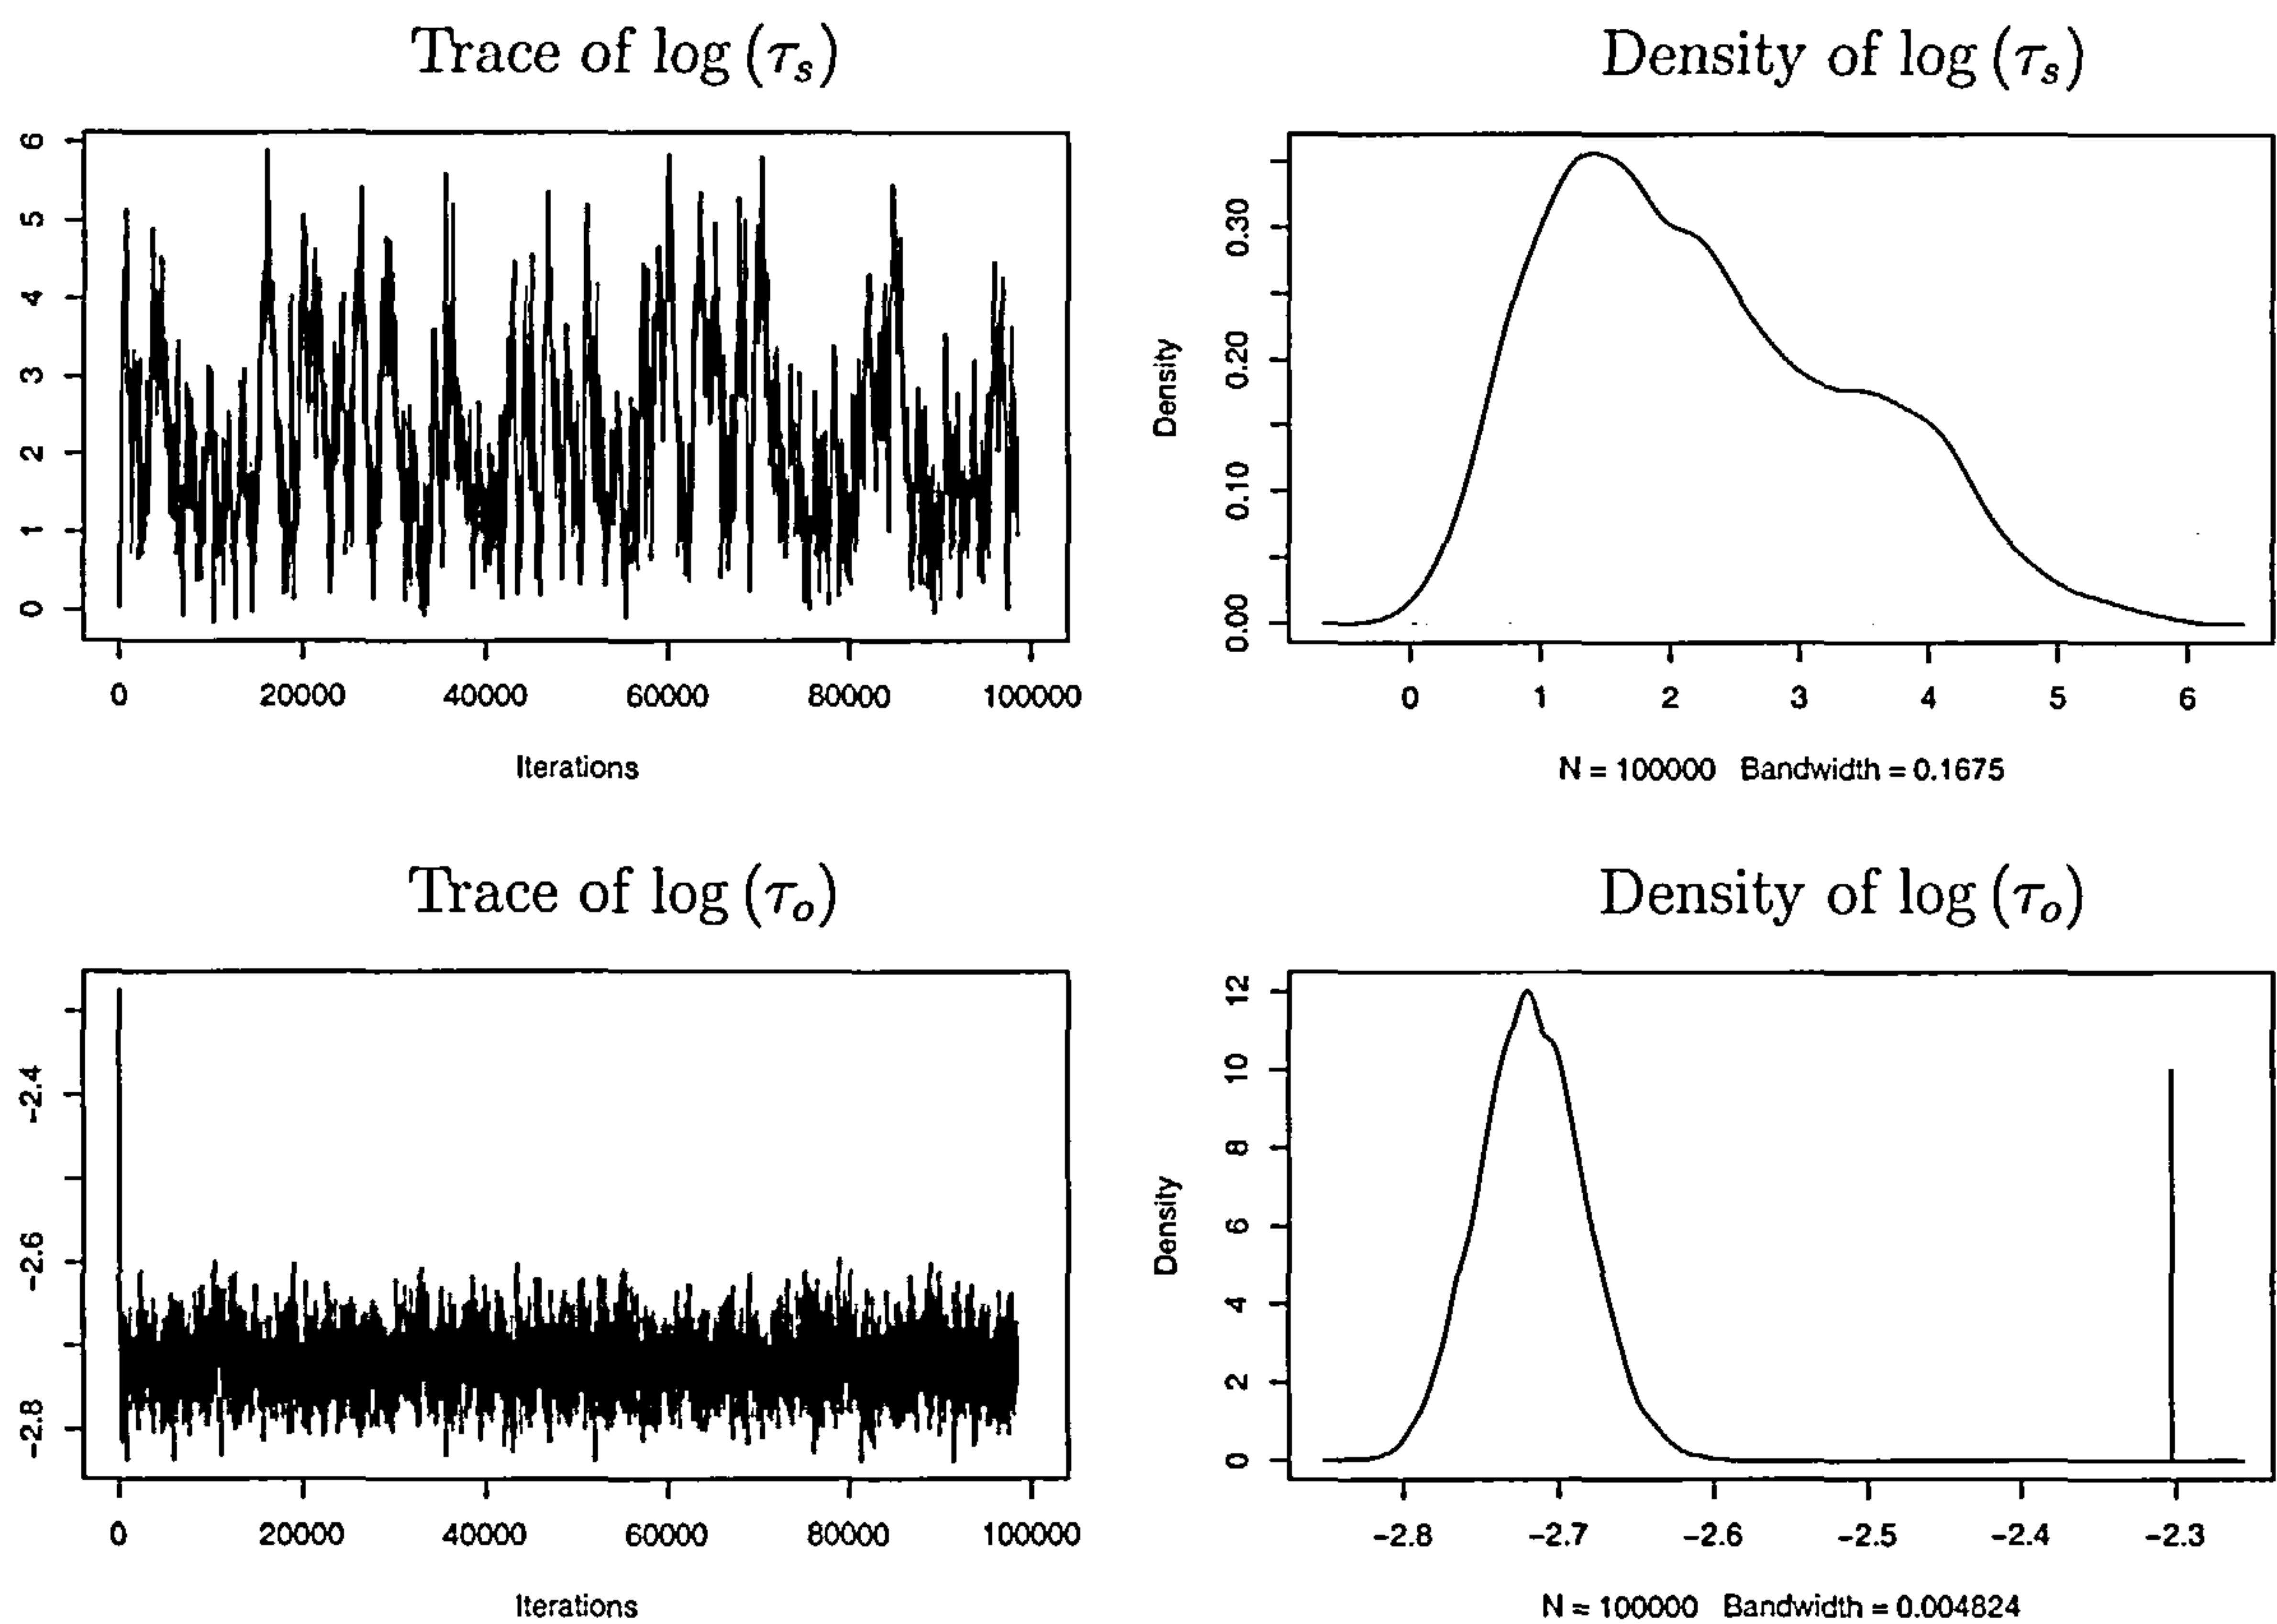 Trace of log (τₛ)
6
5
4
3
2
1
0
0 20000 40000 60000 80000 100000
Iterations
Density of log (τₛ)
Density
0.30
0.20
0.10
0.00
0 1 2 3 4 5 6
N = 100000 Bandwidth = 0.1675
Trace of log (τₒ)
-2.4
-2.6
-2.8
0 20000 40000 60000 80000 100000
Iterations
Density of log (τₒ)
Density
12
10
8
6
4
2
0
-2.8 -2.7 -2.6 -2.5 -2.4 -2.3
N = 100000 Bandwidth = 0.004824